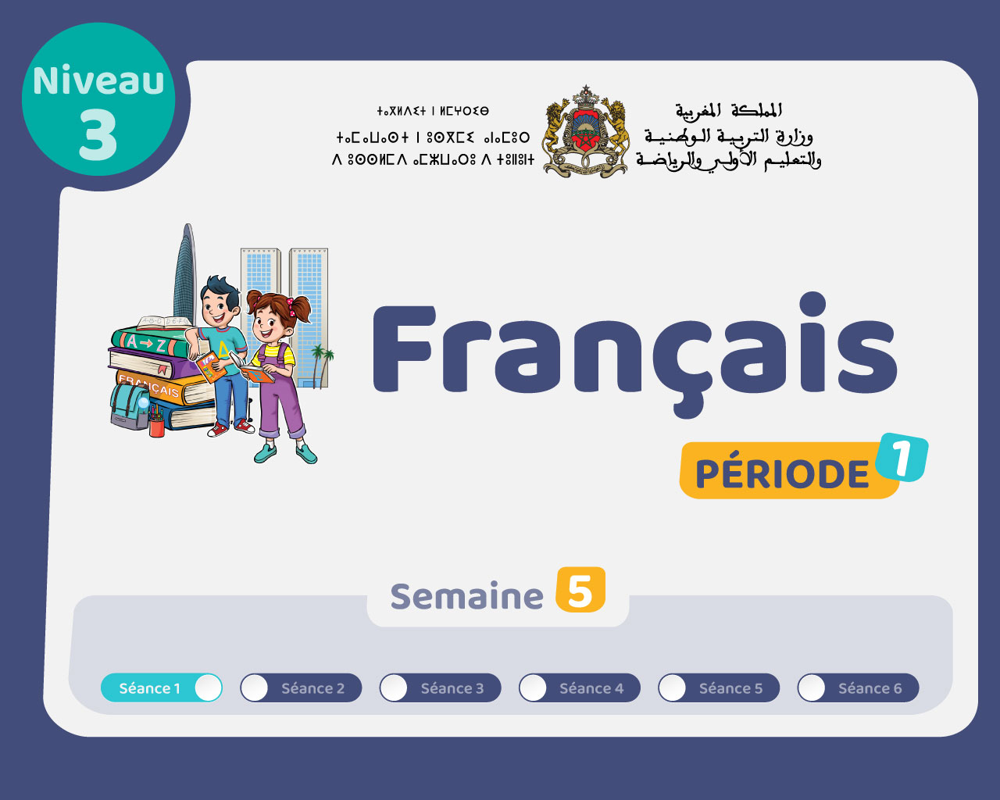 Niveau
3
ⵜⴰⴳⵍⴷⵉⵜ ⵏ ⵍⵎⵖⵔⵉⴱ
ⵜⴰⵎⴰⵡⴰⵙⵜ ⵏ ⵓⵙⴳⵎⵉ ⴰⵏⴰⵎⵓⵔ
ⴷ ⵓⵙⵙⵍⵎⴷ ⴰⵎⵣⵡⴰⵔⵓ ⴷ ⵜⵓⵏⵏⵓⵏⵜ
المملكة المغربية
وزارة التربية الوطنية
والتعليم الأولي والرياضة
A-B-C D-E-F-G
A → Z
FRANÇAIS
Français
PÉRIODE 1
Semaine 5
Séance 1 Séance 2 Séance 3 Séance 4 Séance 5 Séance 6